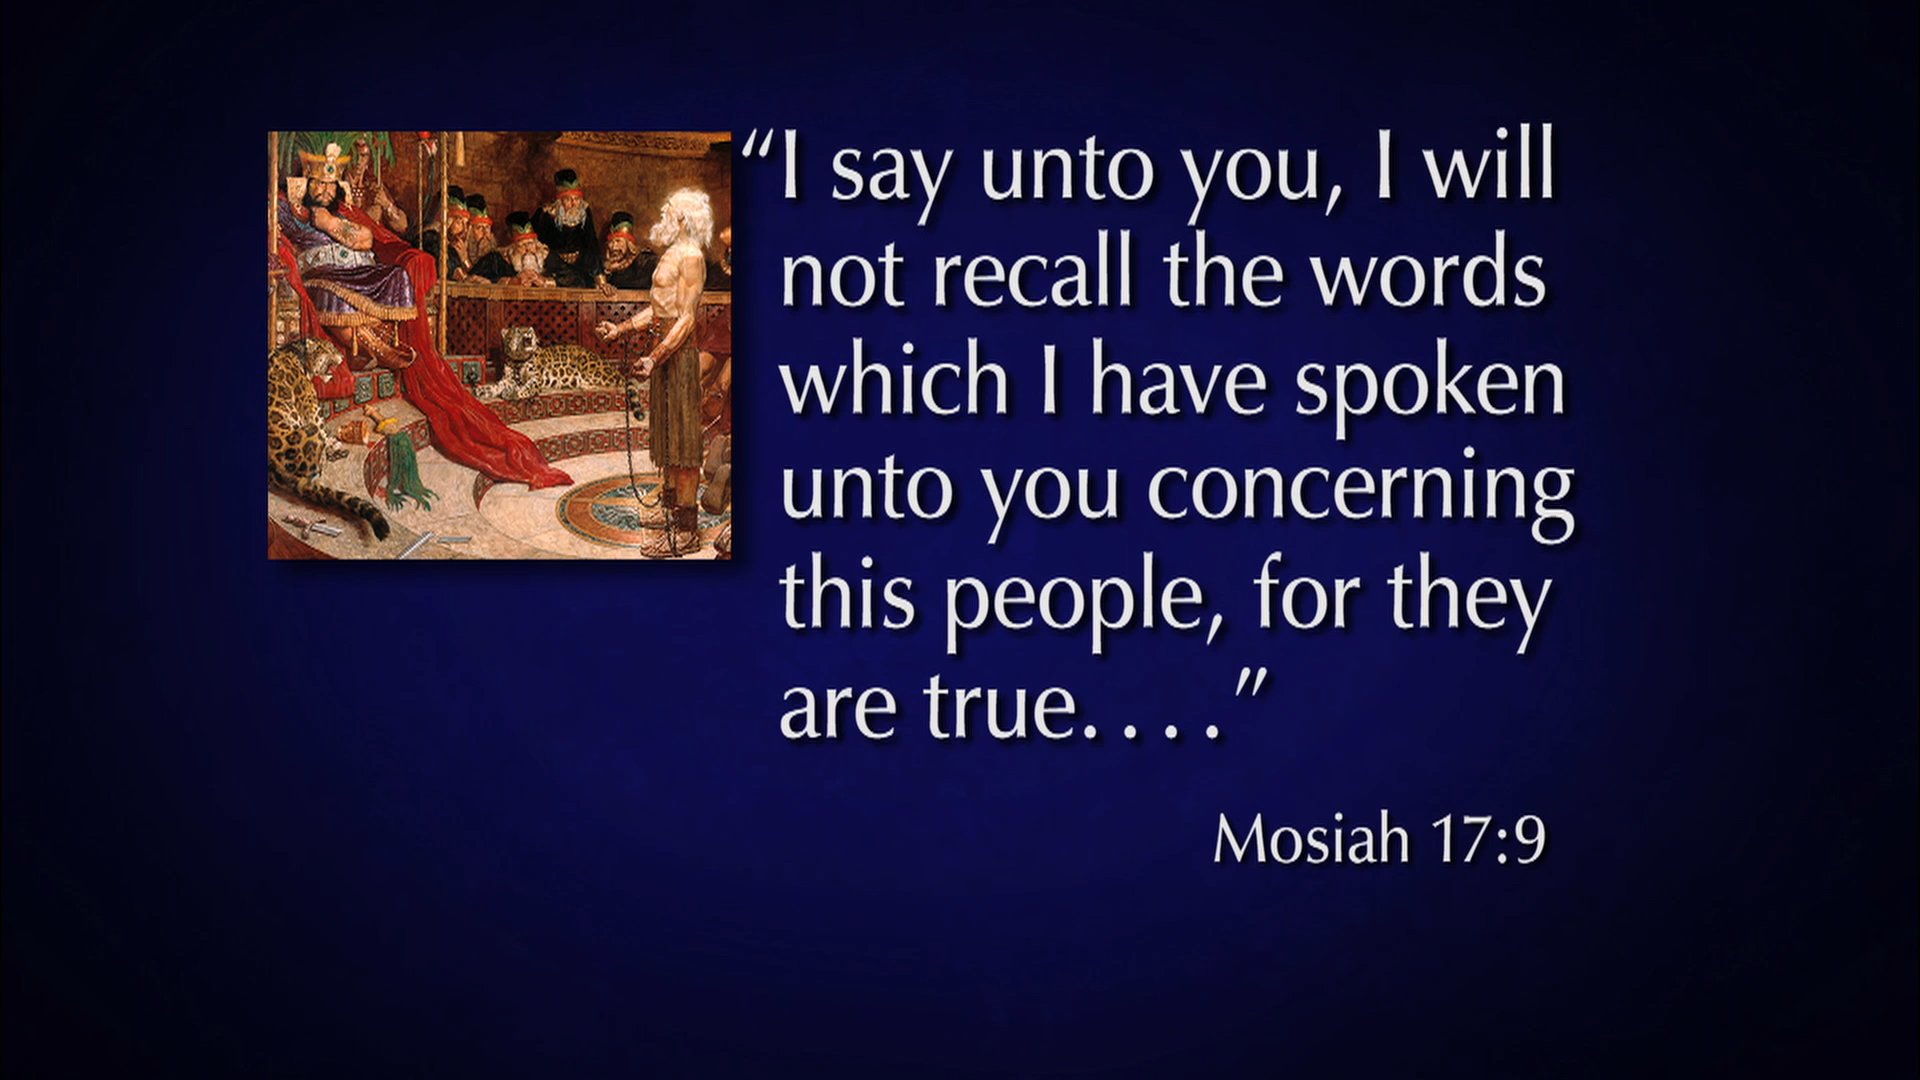 “I say unto you, I will
not recall the words
which I have spoken
unto you concerning
this people, for they
are true. . . .”
Mosiah 17:9